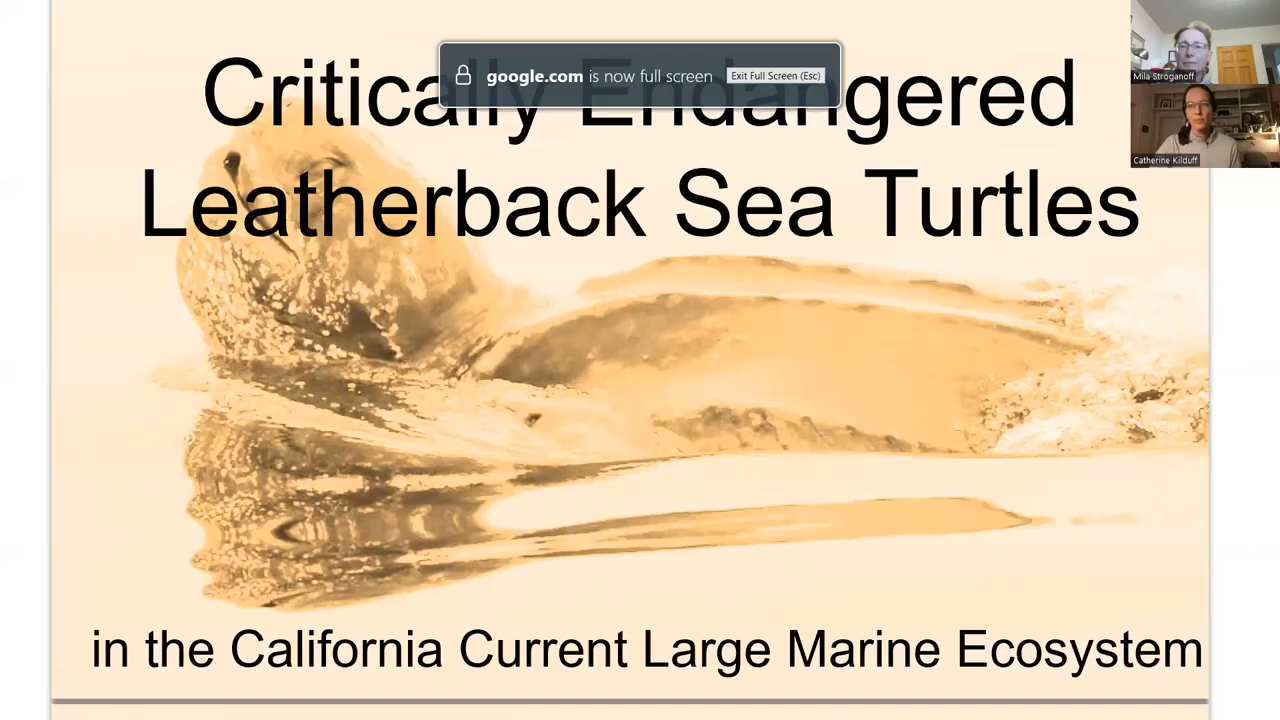 Critically Endangered
Leatherback Sea Turtles
google.com is now full screen Exit Full Screen (Esc)
Mila Stroganoff
Catherine Kilduff
in the California Current Large Marine Ecosystem